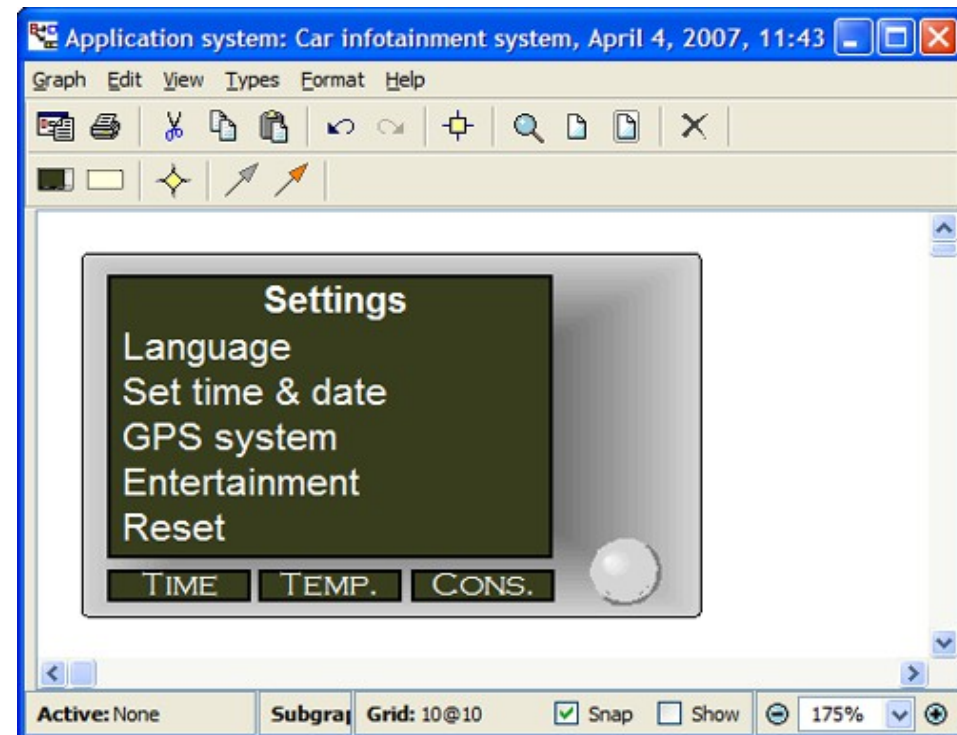 Application system: Car infotainment system, April 4, 2007, 11:43
Graph Edit View Types Format Help
Settings
Language
Set time & date
GPS system
Entertainment
Reset
TIME TEMP. CONS.
Active: None Subgrap Grid: 10@10 Snap Show 175%